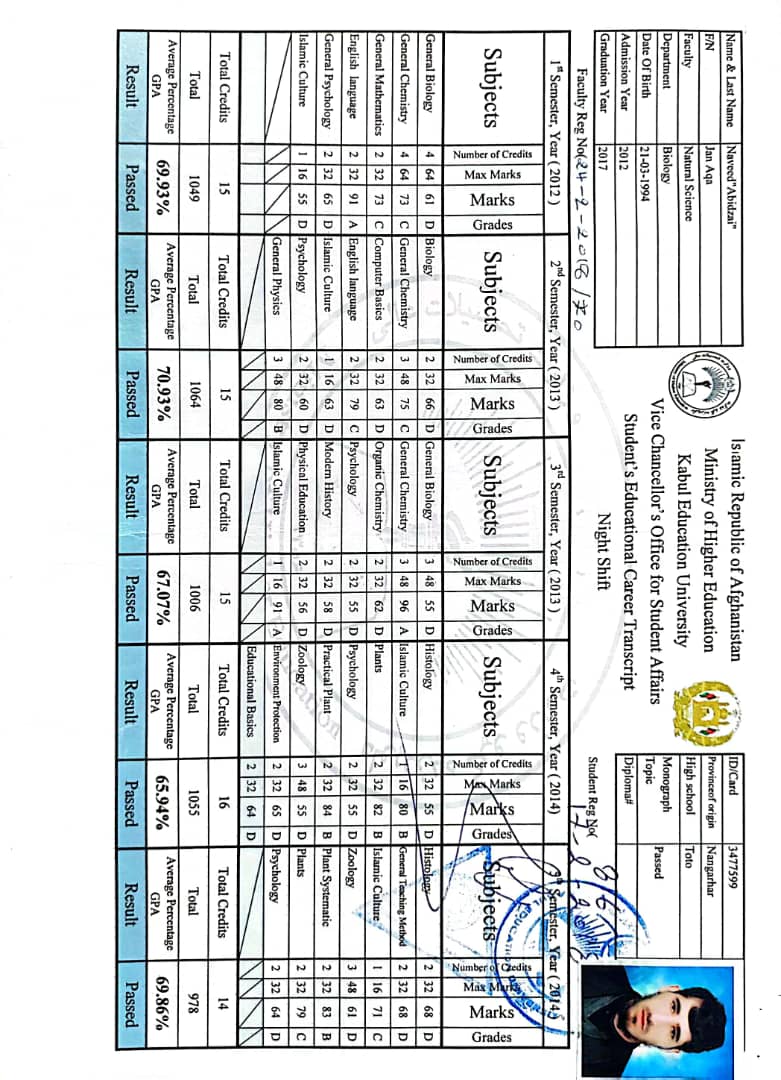 Islamic Republic of Afghanistan
Ministry of Higher Education
Kabul Education University
Vice Chancellor's Office for Student Affairs
Student's Educational Career Transcript
Night Shift
Name & Last Name Naveed"Abidzai"
F/N Jan Aqa
Faculty Natural Science
Department Biology
Date Of Birth 21-03-1994
Admission Year 2012
Graduation Year 2017
Faculty Reg No(24-2-2018/70
ID/Card 3477599
Provinceof origin Nangarhar
High school Toto
Monograph Topic Passed
Diploma#
Student Reg No(
1st Semester, Year ( 2012 )
Subjects Number of Credits Max Marks Marks Grades
General Biology 4 64 61 D
General Chemistry 4 64 73 C
General Mathematics 2 32 73 C
English language 2 32 91 A
General Psychology 2 32 65 D
Islamic Culture 1 16 55 D
Total Credits 15
Total 1049
Average Percentage GPA 69.93%
Result Passed
2nd Semester, Year ( 2013 )
Subjects Number of Credits Max Marks Marks Grades
Biology 2 32 66 D
General Chemistry 3 48 75 C
Computer Basics 2 32 63 D
English language 2 32 79 C
Islamic Culture 1 16 63 D
Psychology 2 32 60 D
General Physics 3 48 80 B
Total Credits 15
Total 1064
Average Percentage GPA 70.93%
Result Passed
3rd Semester, Year ( 2013 )
Subjects Number of Credits Max Marks Marks Grades
General Biology 3 48 55 D
General Chemistry 3 48 96 A
Organic Chemistry 2 32 62 D
Psychology 2 32 55 D
Modern History 2 32 58 D
Physical Education 2 32 56 D
Islamic Culture 1 16 91 A
Total Credits 15
Total 1006
Average Percentage GPA 67.07%
Result Passed
4th Semester, Year ( 2014)
Subjects Number of Credits Max Marks Marks Grades
Histology 2 32 55 D
Islamic Culture 1 16 80 B
Plants 2 32 82 B
Psychology 2 32 55 D
Practical Plant 2 32 84 B
Zoology 3 48 55 D
Environment Protection 2 32 65 D
Educational Basics 2 32 64 D
Total Credits 16
Total 1055
Average Percentage GPA 65.94%
Result Passed
Semester, Year ( 2014
Subjects Number of Credits Max Marks Marks Grades
Histology 2 32 68 D
General Teaching Method 2 32 68 D
Islamic Culture 1 16 71 C
Zoology 3 48 61 D
Plant Systematic 2 32 83 B
Plants 2 32 79 C
Psychology 2 32 64 D
Total Credits 14
Total 978
Average Percentage GPA 69.86%
Result Passed